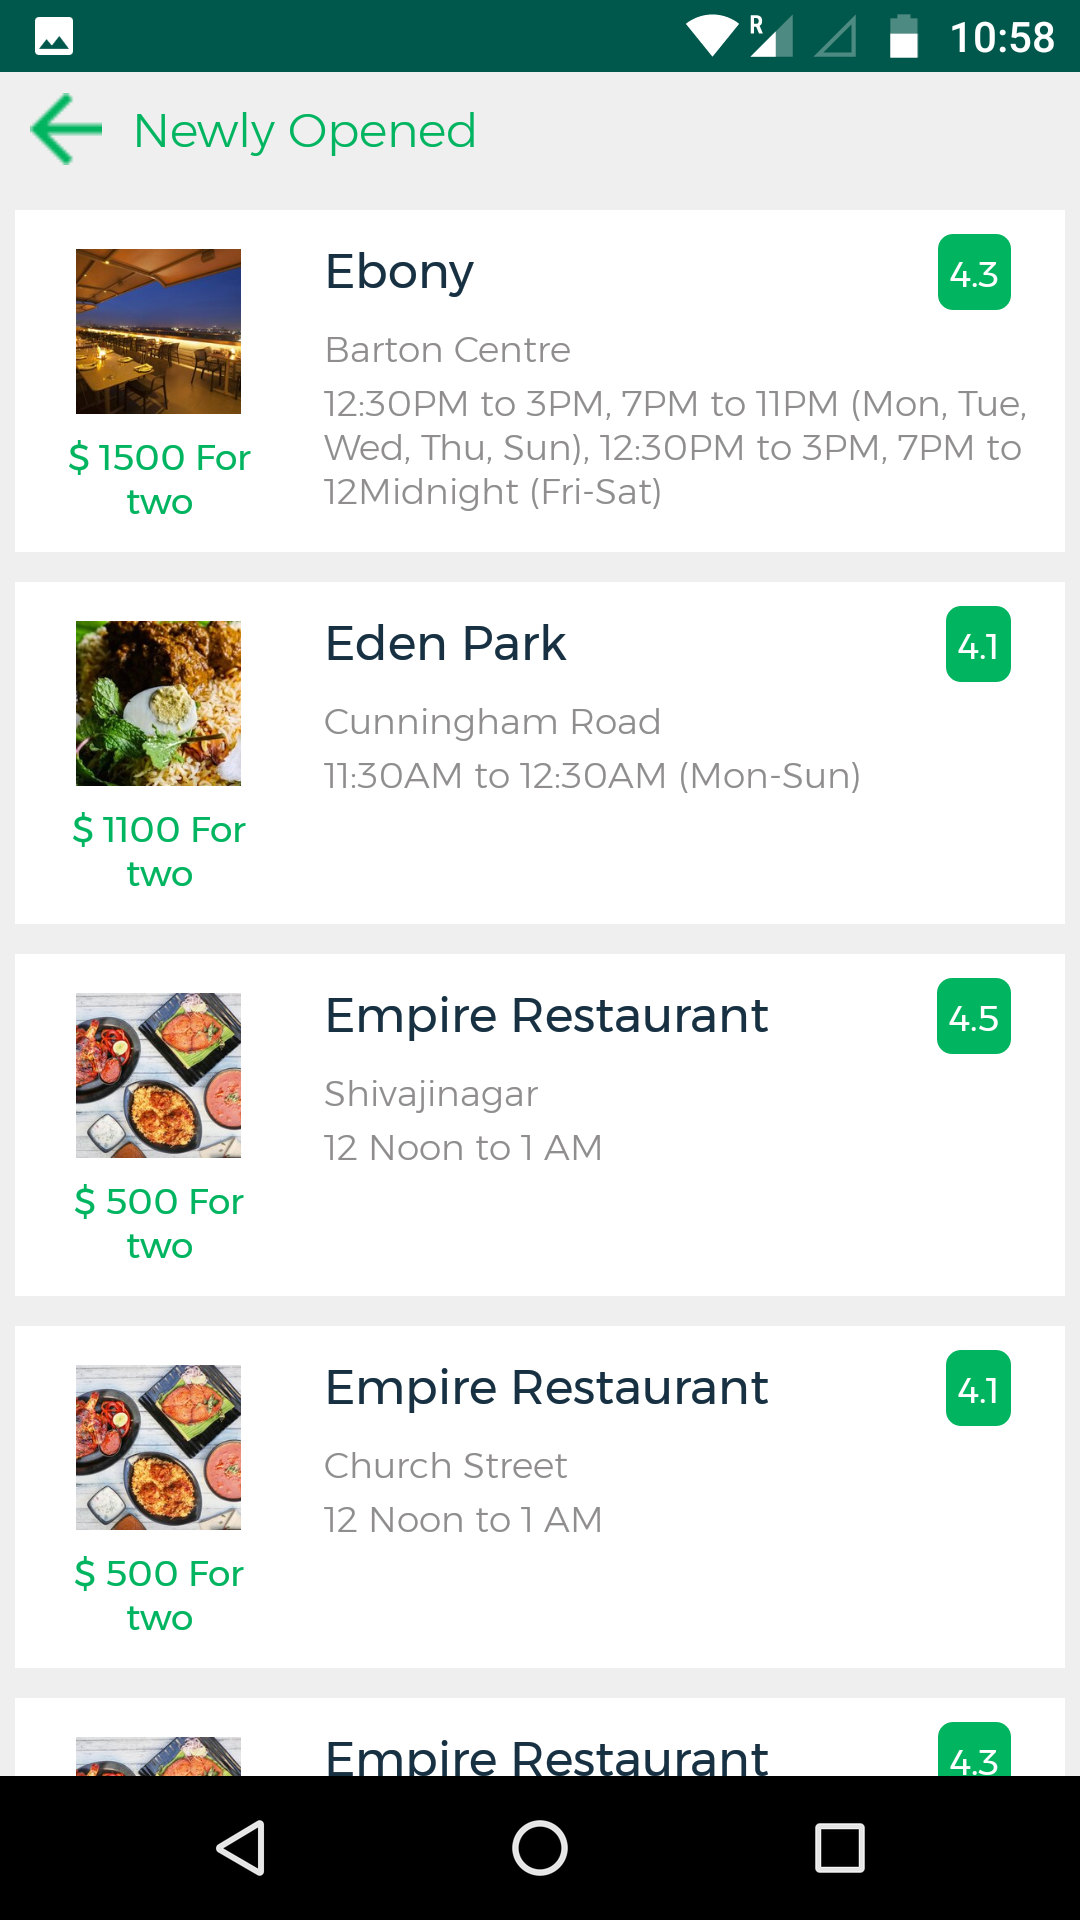 R 10:58
Newly Opened
Ebony
4.3
Barton Centre
12:30PM to 3PM, 7PM to 11PM (Mon, Tue,
Wed, Thu, Sun), 12:30PM to 3PM, 7PM to
12Midnight (Fri-Sat)
$ 1500 For
two
Eden Park
4.1
Cunningham Road
11:30AM to 12:30AM (Mon-Sun)
$ 1100 For
two
Empire Restaurant
4.5
Shivajinagar
12 Noon to 1 AM
$ 500 For
two
Empire Restaurant
4.1
Church Street
12 Noon to 1 AM
$ 500 For
two
Empire Restaurant
4.3